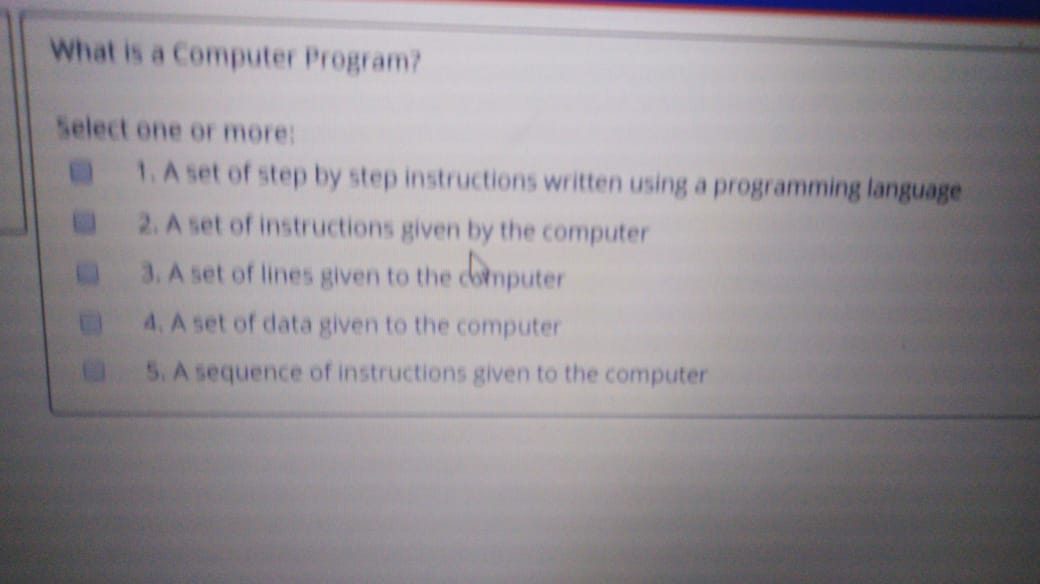 What is a Computer Program?
Select one or more:
1. A set of step by step instructions written using a programming language
2. A set of instructions given by the computer
3. A set of lines given to the computer
4. A set of data given to the computer
5. A sequence of instructions given to the computer